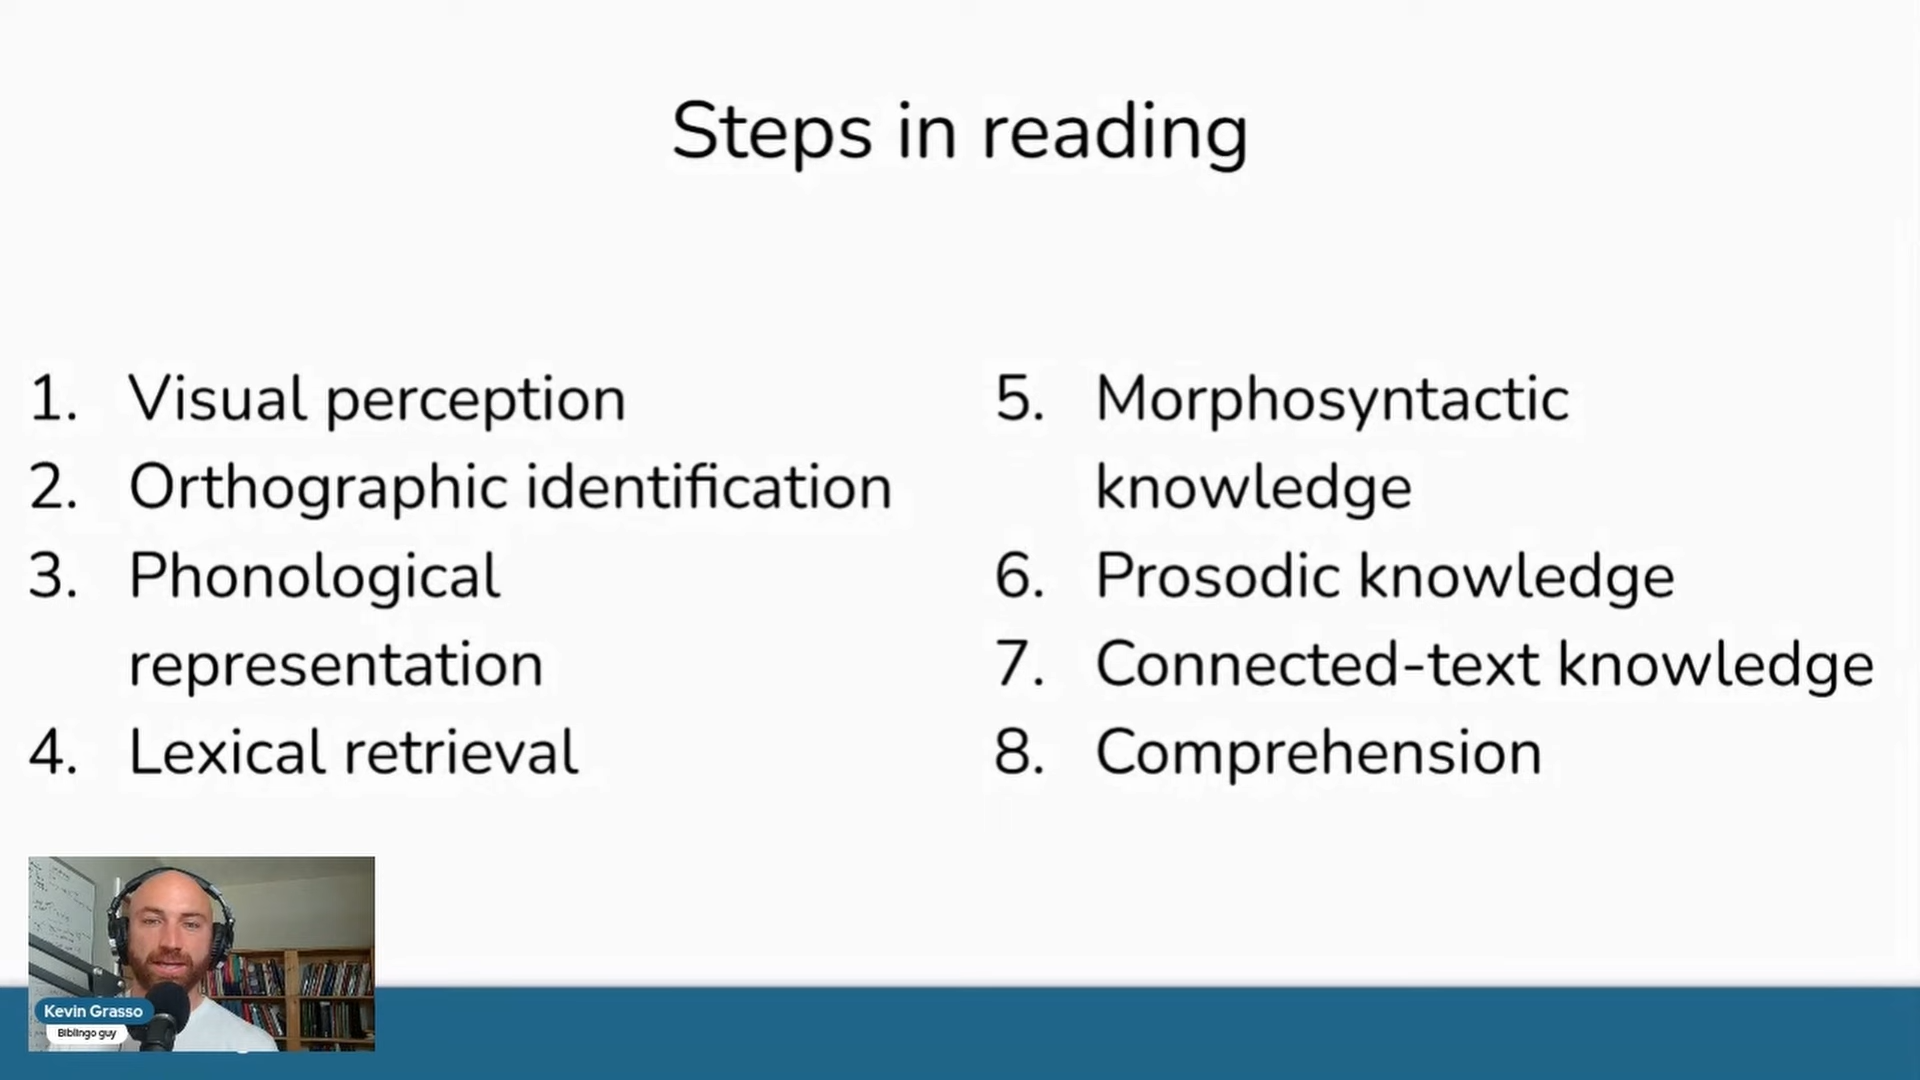 Steps in reading
1. Visual perception
2. Orthographic identification
3. Phonological
representation
4. Lexical retrieval
5. Morphosyntactic
knowledge
6. Prosodic knowledge
7. Connected-text knowledge
8. Comprehension
Kevin Grasso
Biblingo guy